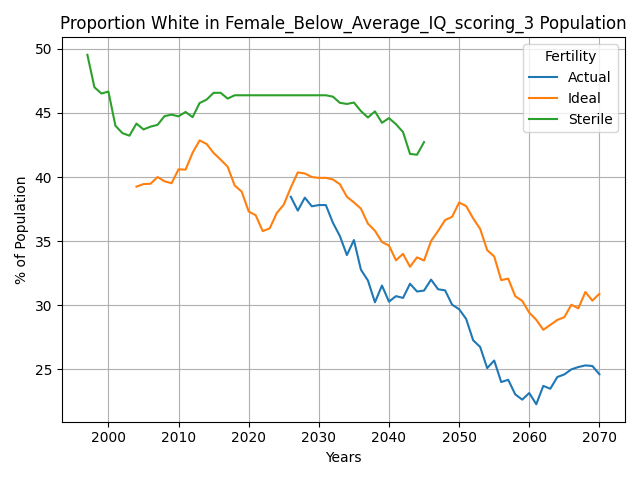 Proportion White in Female_Below_Average_IQ_scoring_3 Population
Fertility
Actual
Ideal
Sterile
% of Population
50
45
40
35
30
25
2000 2010 2020 2030 2040 2050 2060 2070
Years